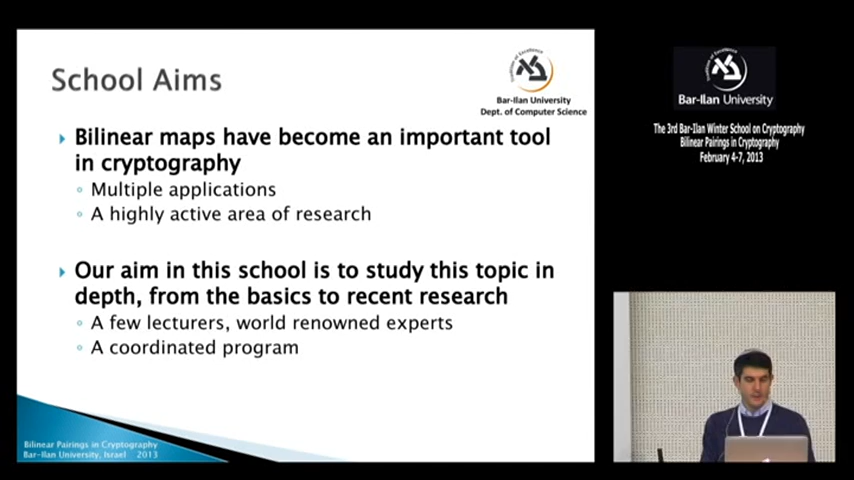 School Aims
Tradition of Excellence
Bar-Ilan University
Dept. of Computer Science
Bilinear maps have become an important tool
in cryptography
Multiple applications
A highly active area of research
Our aim in this school is to study this topic in
depth, from the basics to recent research
A few lecturers, world renowned experts
A coordinated program
Bilinear Pairings in Cryptography
Bar-Ilan University, Israel 2013
Bar-Ilan University
The 3rd Bar-Ilan Winter School on Cryptography
Bilinear Pairings in Cryptography
February 4-7, 2013